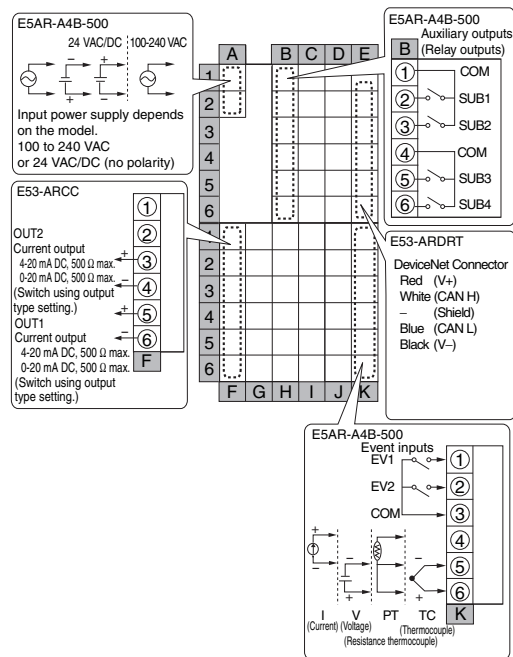 E5AR-A4B-500
24 VAC/DC
100-240 VAC
− +
+ −
Input power supply depends
on the model.
100 to 240 VAC
or 24 VAC/DC (no polarity)
E53-ARCC
OUT2
Current output
4-20 mA DC, 500 Ω max.
0-20 mA DC, 500 Ω max.
(Switch using output
type setting.)
OUT1
Current output
4-20 mA DC, 500 Ω max.
0-20 mA DC, 500 Ω max.
(Switch using output
type setting.)
①
②
+ ③
− ④
+ ⑤
− ⑥
F
A B C D E
1
2
3
4
5
6
1
2
3
4
5
6
F G H I J K
E5AR-A4B-500
Auxiliary outputs
(Relay outputs)
B
① COM
② SUB1
③ SUB2
④ COM
⑤ SUB3
⑥ SUB4
E53-ARDRT
DeviceNet Connector
Red (V+)
White (CAN H)
– (Shield)
Blue (CAN L)
Black (V–)
E5AR-A4B-500
Event inputs
EV1 ①
EV2 ②
COM ③
④
⑤
⑥
K
+ − − + − +
I V PT TC
(Current) (Voltage) (Thermocouple)
(Resistance thermocouple)